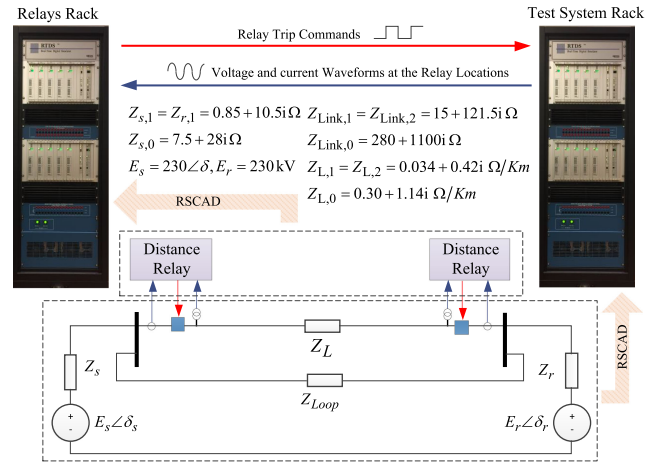 Relays Rack
Test System Rack
Relay Trip Commands
Voltage and current Waveforms at the Relay Locations
RTDS
RTDS
Z_{s,1} = Z_{r,1} = 0.85 + 10.5i Ω
Z_{Link,1} = Z_{Link,2} = 15 + 121.5i Ω
Z_{s,0} = 7.5 + 28i Ω
Z_{Link,0} = 280 + 1100i Ω
E_s = 230∠δ, E_r = 230 kV
Z_{L,1} = Z_{L,2} = 0.034 + 0.42i Ω/Km
Z_{L,0} = 0.30 + 1.14i Ω/Km
RSCAD
Distance
Relay
Distance
Relay
RSCAD
Z_L
Z_s
Z_{Loop}
Z_r
+
-
E_s∠δ_s
E_r∠δ_r
+
-